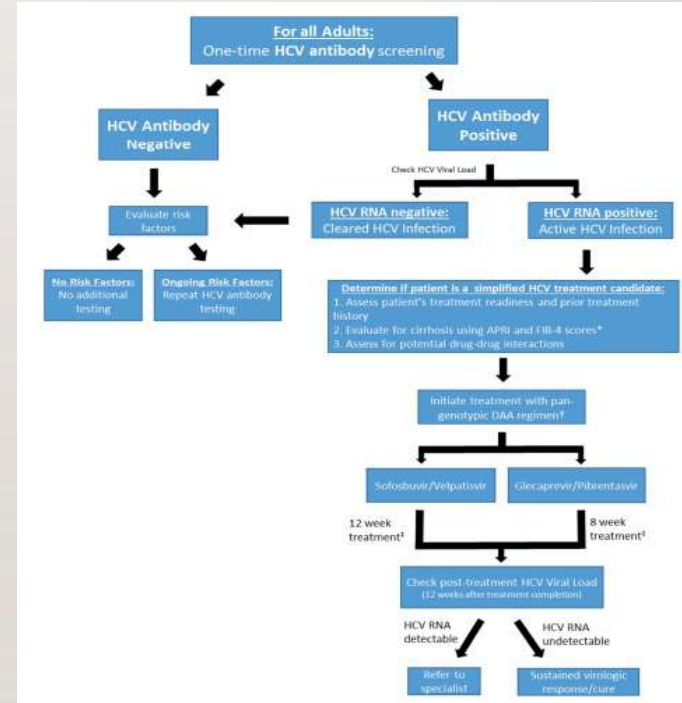 For all Adults:
One-time HCV antibody screening
HCV Antibody
Negative
HCV Antibody
Positive
Check HCV Viral Load
Evaluate risk
factors
HCV RNA negative:
Cleared HCV Infection
HCV RNA positive:
Active HCV Infection
No Risk Factors:
No additional
testing
Ongoing Risk Factors:
Repeat HCV antibody
testing
Determine if patient is a simplified HCV treatment candidate:
1. Assess patient's treatment readiness and prior treatment
history
2. Evaluate for cirrhosis using APRI and FIB-4 scores*
3. Assess for potential drug-drug interactions
Initiate treatment with pan-
genotypic DAA regimen†
Sofosbuvir/Velpatisvir
Glecaprevir/Pibrentasvir
12 week
treatment‡
8 week
treatment‡
Check post-treatment HCV Viral Load
(12 weeks after treatment completion)
HCV RNA
detectable
HCV RNA
undetectable
Refer to
specialist
Sustained virologic
response/cure